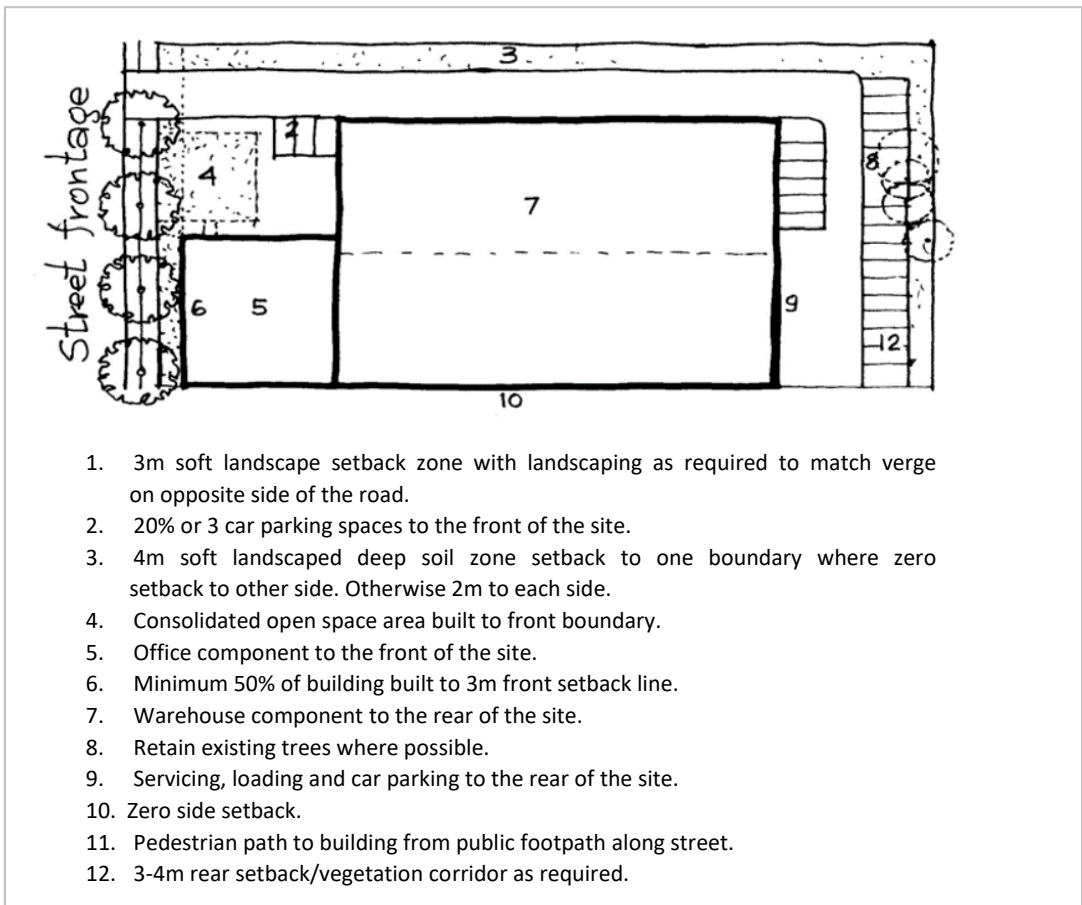 Street frontage
3
2
4
8
7
6
5
9
12
10
1. 3m soft landscape setback zone with landscaping as required to match verge
on opposite side of the road.
2. 20% or 3 car parking spaces to the front of the site.
3. 4m soft landscaped deep soil zone setback to one boundary where zero
setback to other side. Otherwise 2m to each side.
4. Consolidated open space area built to front boundary.
5. Office component to the front of the site.
6. Minimum 50% of building built to 3m front setback line.
7. Warehouse component to the rear of the site.
8. Retain existing trees where possible.
9. Servicing, loading and car parking to the rear of the site.
10. Zero side setback.
11. Pedestrian path to building from public footpath along street.
12. 3-4m rear setback/vegetation corridor as required.